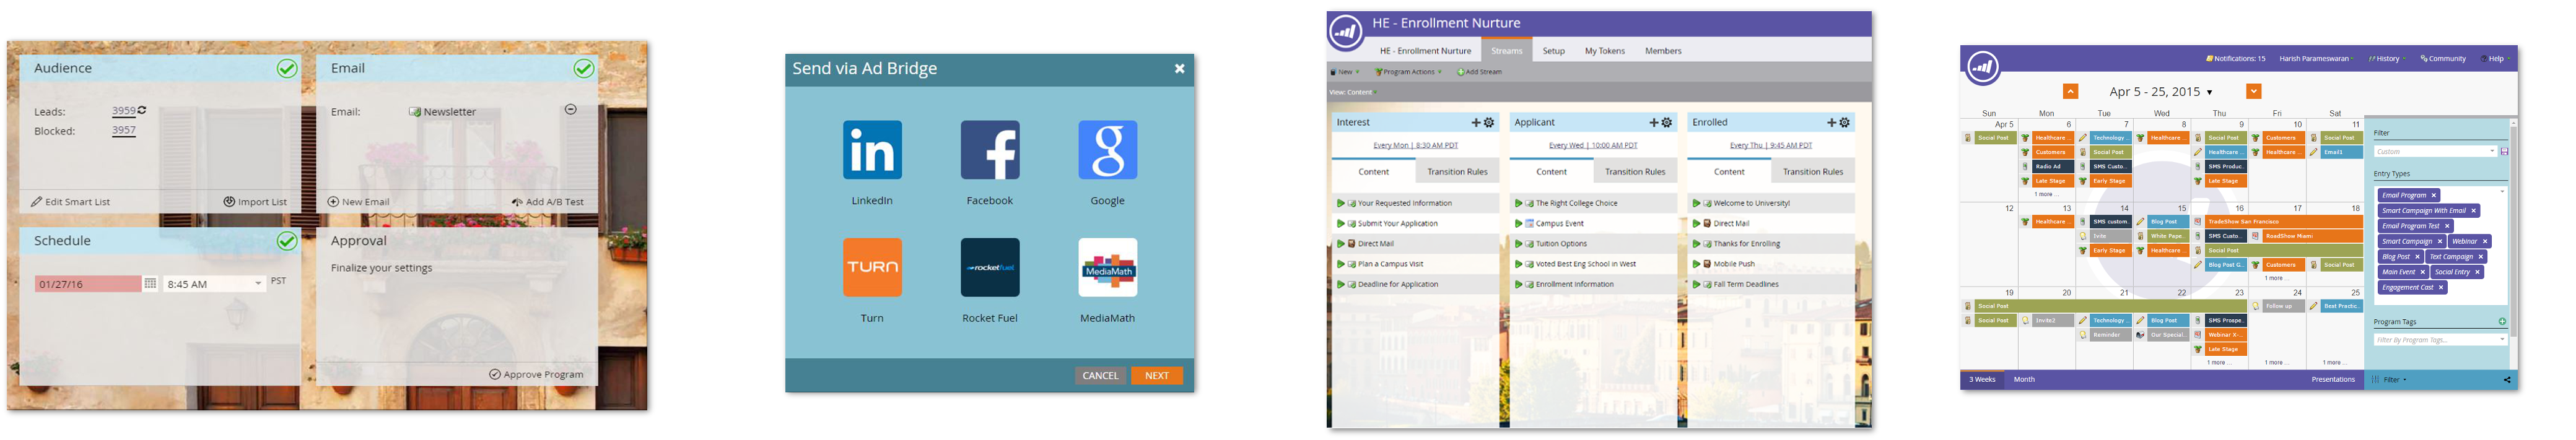 Audience
Leads: 3959
Blocked: 3957
Edit Smart List Import List
Email
Email: Newsletter
New Email Add A/B Test
Schedule
01/27/16 8:45 AM PST
Approval
Finalize your settings
Approve Program
Send via Ad Bridge
in f g
LinkedIn Facebook Google
TURN rocketfuel MediaMath
Turn Rocket Fuel MediaMath
CANCEL NEXT
HE - Enrollment Nurture
HE - Enrollment Nurture Streams Setup My Tokens Members
New Program Actions Add Stream
View: Content
Interest
Every Mon | 8:30 AM PDT
Content Transition Rules
Your Requested Information
Submit Your Application
Direct Mail
Plan a Campus Visit
Deadline for Application
Applicant
Every Wed | 10:00 AM PDT
Content Transition Rules
The Right College Choice
Campus Event
Tuition Options
Voted Best Eng School in West
Enrollment Information
Enrolled
Every Thu | 9:45 AM PDT
Content Transition Rules
Welcome to University!
Direct Mail
Thanks for Enrolling
Mobile Push
Fall Term Deadlines
Notifications: 15 Harish Parameswaran History Community Help
Apr 5 - 25, 2015
Sun Mon Tue Wed Thu Fri Sat
Apr 5 6 7 8 9 10 11
Social Post Healthcare ... Technology ... Healthcare ... Social Post Customers Social Post
Customers Social Post Healthcare ... Healthcare ... Email1
Radio Ad SMS Custo... SMS Produc...
Late Stage Early Stage Late Stage
1 more ...
12 13 14 15 16 17 18
Healthcare ... SMS custom... Blog Post TradeShow San Francisco
Invite White Pape... SMS Custo... RoadShow Miami
Early Stage Healthcare ... Social Post
Blog Post G... Customers Social Post
1 more ...
19 20 21 22 23 24 25
Social Post Follow up Best Practic...
Social Post Invite2 Technology ... Blog Post SMS Prospe...
Reminder Our Special... Webinar X-...
Late Stage
1 more ... 1 more ... 1 more ...
3 Weeks Month Presentations
Filter
Custom
Entry Types
Email Program
Smart Campaign With Email
Email Program Test
Smart Campaign Webinar
Blog Post Text Campaign
Main Event Social Entry
Engagement Cast
Program Tags
Filter By Program Tags...
Filter